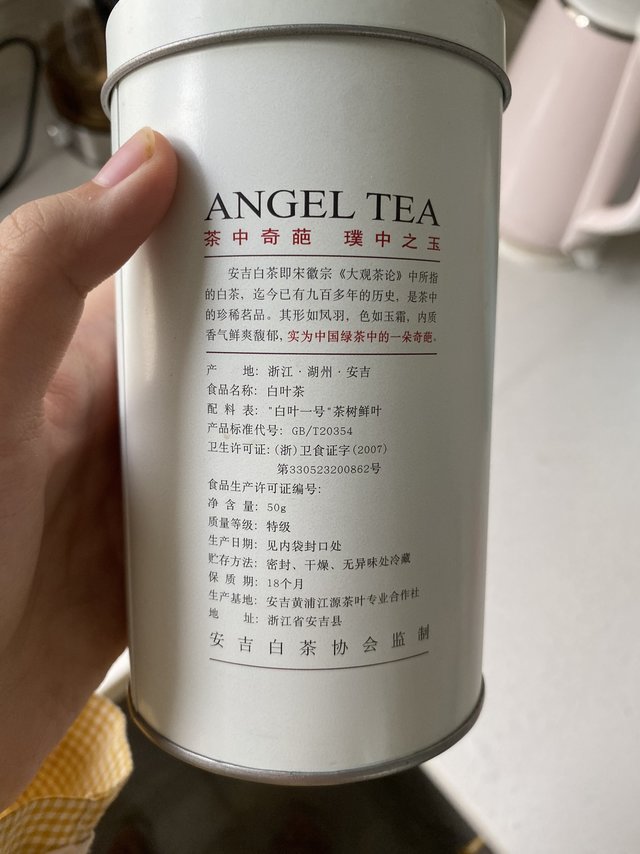 ANGEL TEA
茶中奇葩 璞中之玉
安吉白茶即宋徽宗《大观茶论》中所指
的白茶，迄今已有九百多年的历史，是茶中
的珍稀茗品。其形如凤羽，色如玉霜，内质
香气鲜爽馥郁，实为中国绿茶中的一朵奇葩。
产 地: 浙江·湖州·安吉
食品名称: 白叶茶
配 料 表: "白叶一号"茶树鲜叶
产品标准代号: GB/T20354
卫生许可证:(浙)卫食证字(2007)
第330523200862号
食品生产许可证编号:
净 含 量: 50g
质量等级: 特级
生产日期: 见内袋封口处
贮存方法: 密封、干燥、无异味处冷藏
保 质 期: 18个月
生产基地: 安吉黄浦江源茶叶专业合作社
地 址: 浙江省安吉县
安吉白茶协会监制